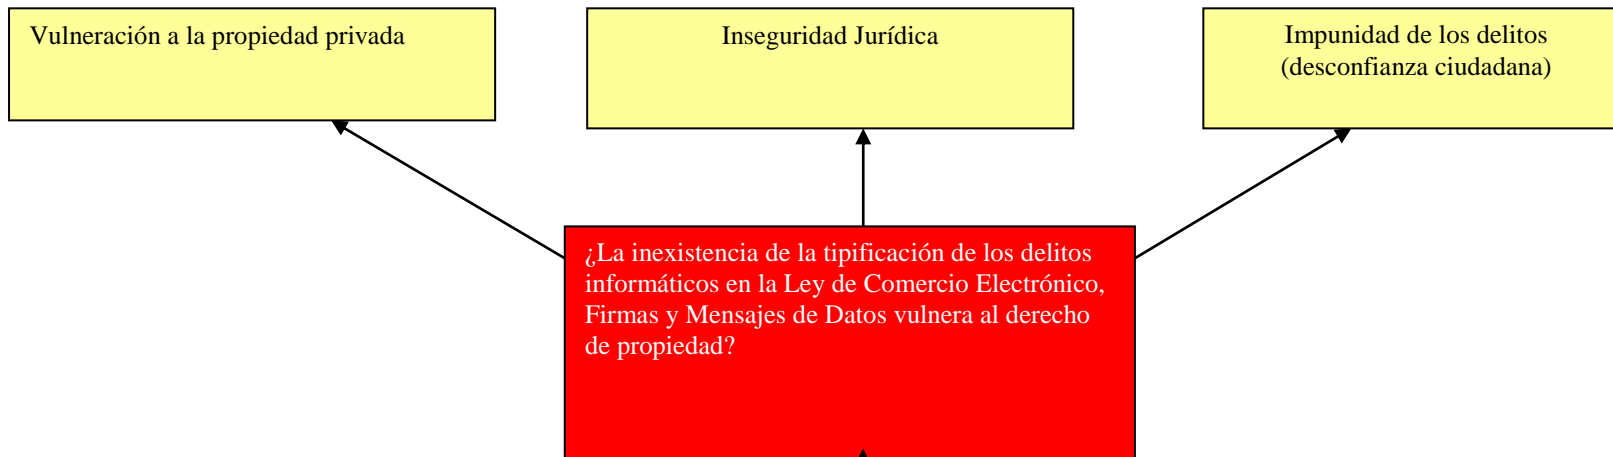 Vulneración a la propiedad privada
Inseguridad Jurídica
Impunidad de los delitos
(desconfianza ciudadana)
¿La inexistencia de la tipificación de los delitos
informáticos en la Ley de Comercio Electrónico,
Firmas y Mensajes de Datos vulnera al derecho
de propiedad?